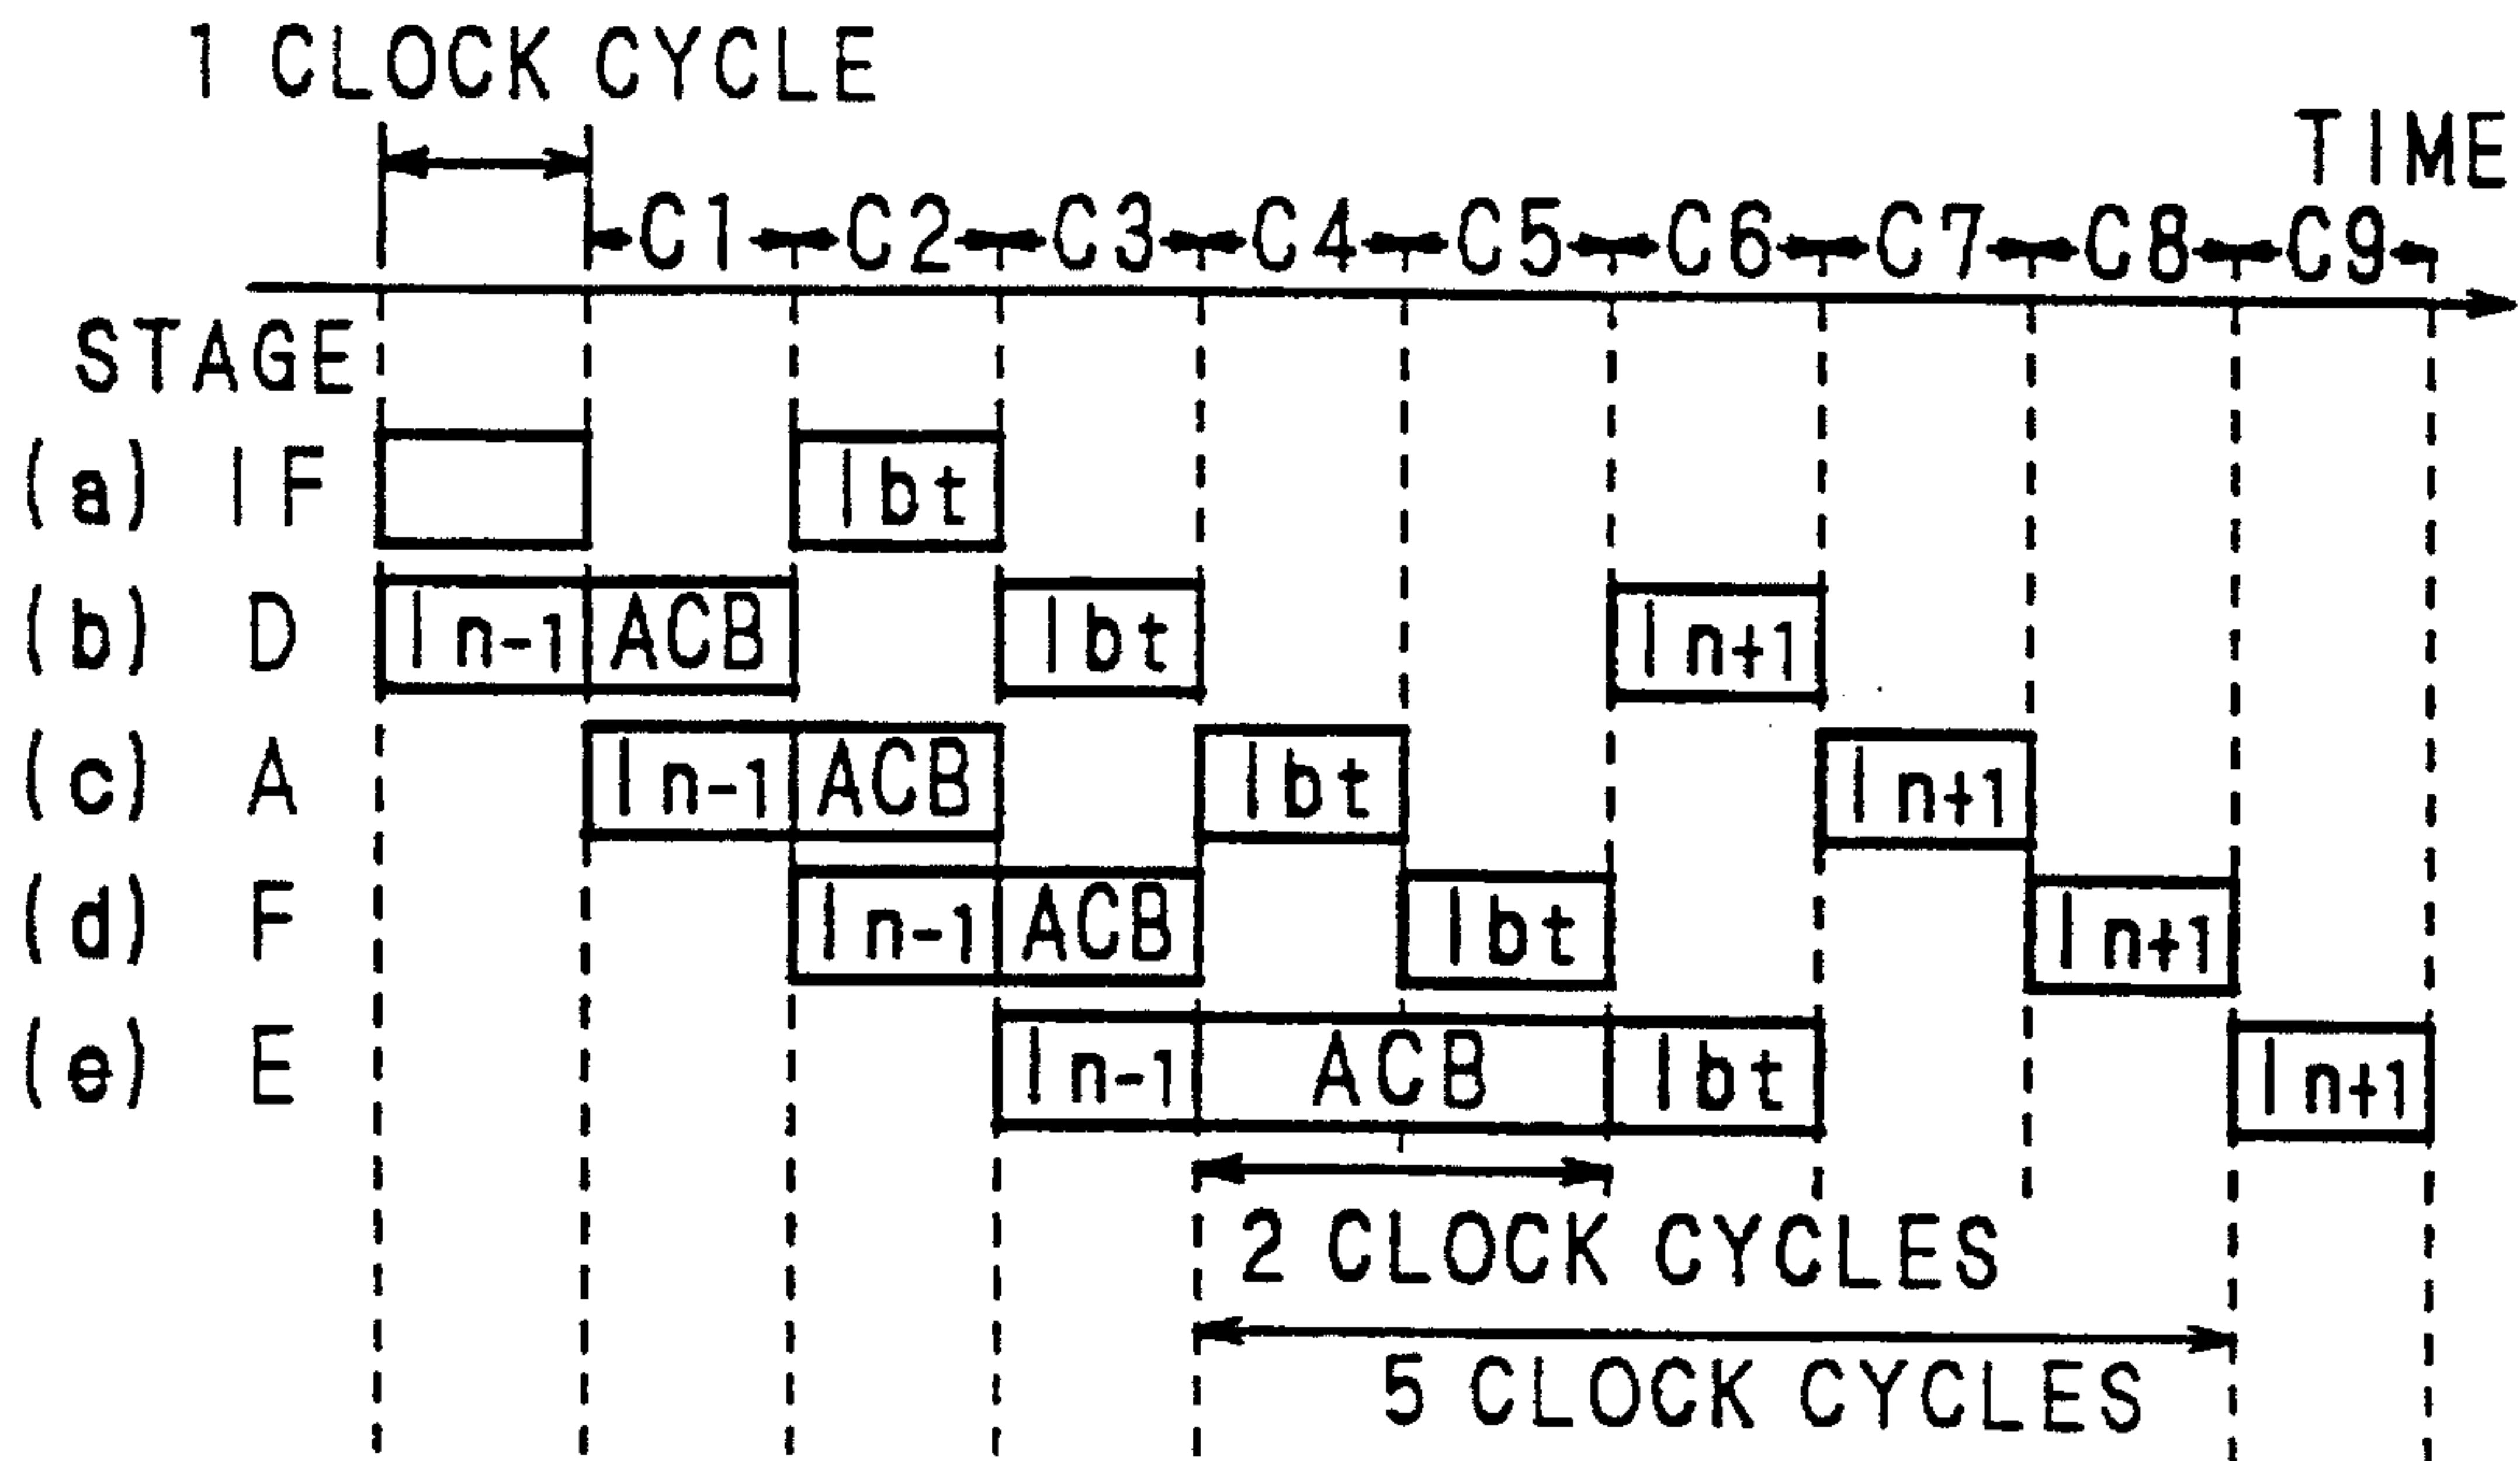 1 CLOCK CYCLE
TIME
C1 C2 C3 C4 C5 C6 C7 C8 C9
STAGE
(a) IF Ibt
(b) D In-1 ACB Ibt In+1
(c) A In-1 ACB Ibt In+1
(d) F In-1 ACB Ibt In+1
(e) E In-1 ACB Ibt In+1
2 CLOCK CYCLES
5 CLOCK CYCLES